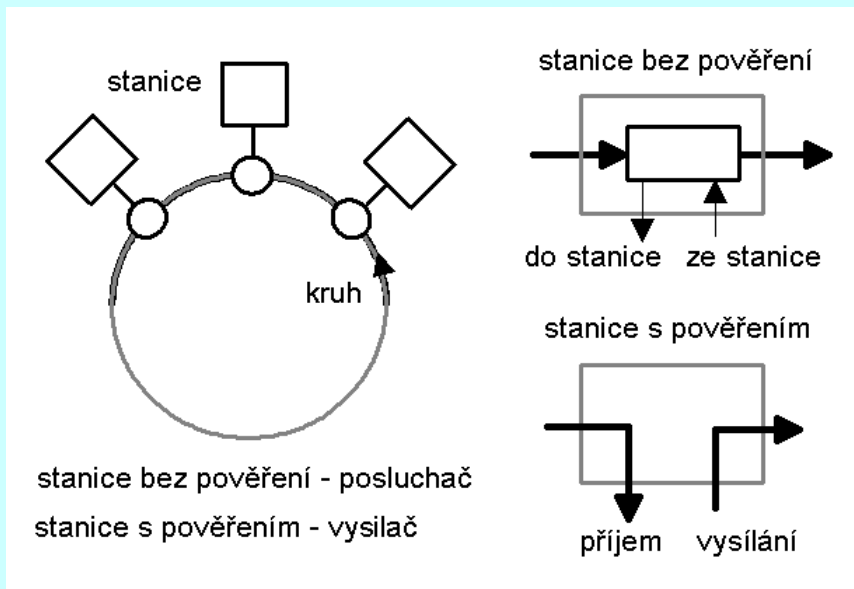 stanice
kruh
stanice bez pověření - posluchač
stanice s pověřením - vysilač
stanice bez pověření
do stanice ze stanice
stanice s pověřením
příjem vysílání